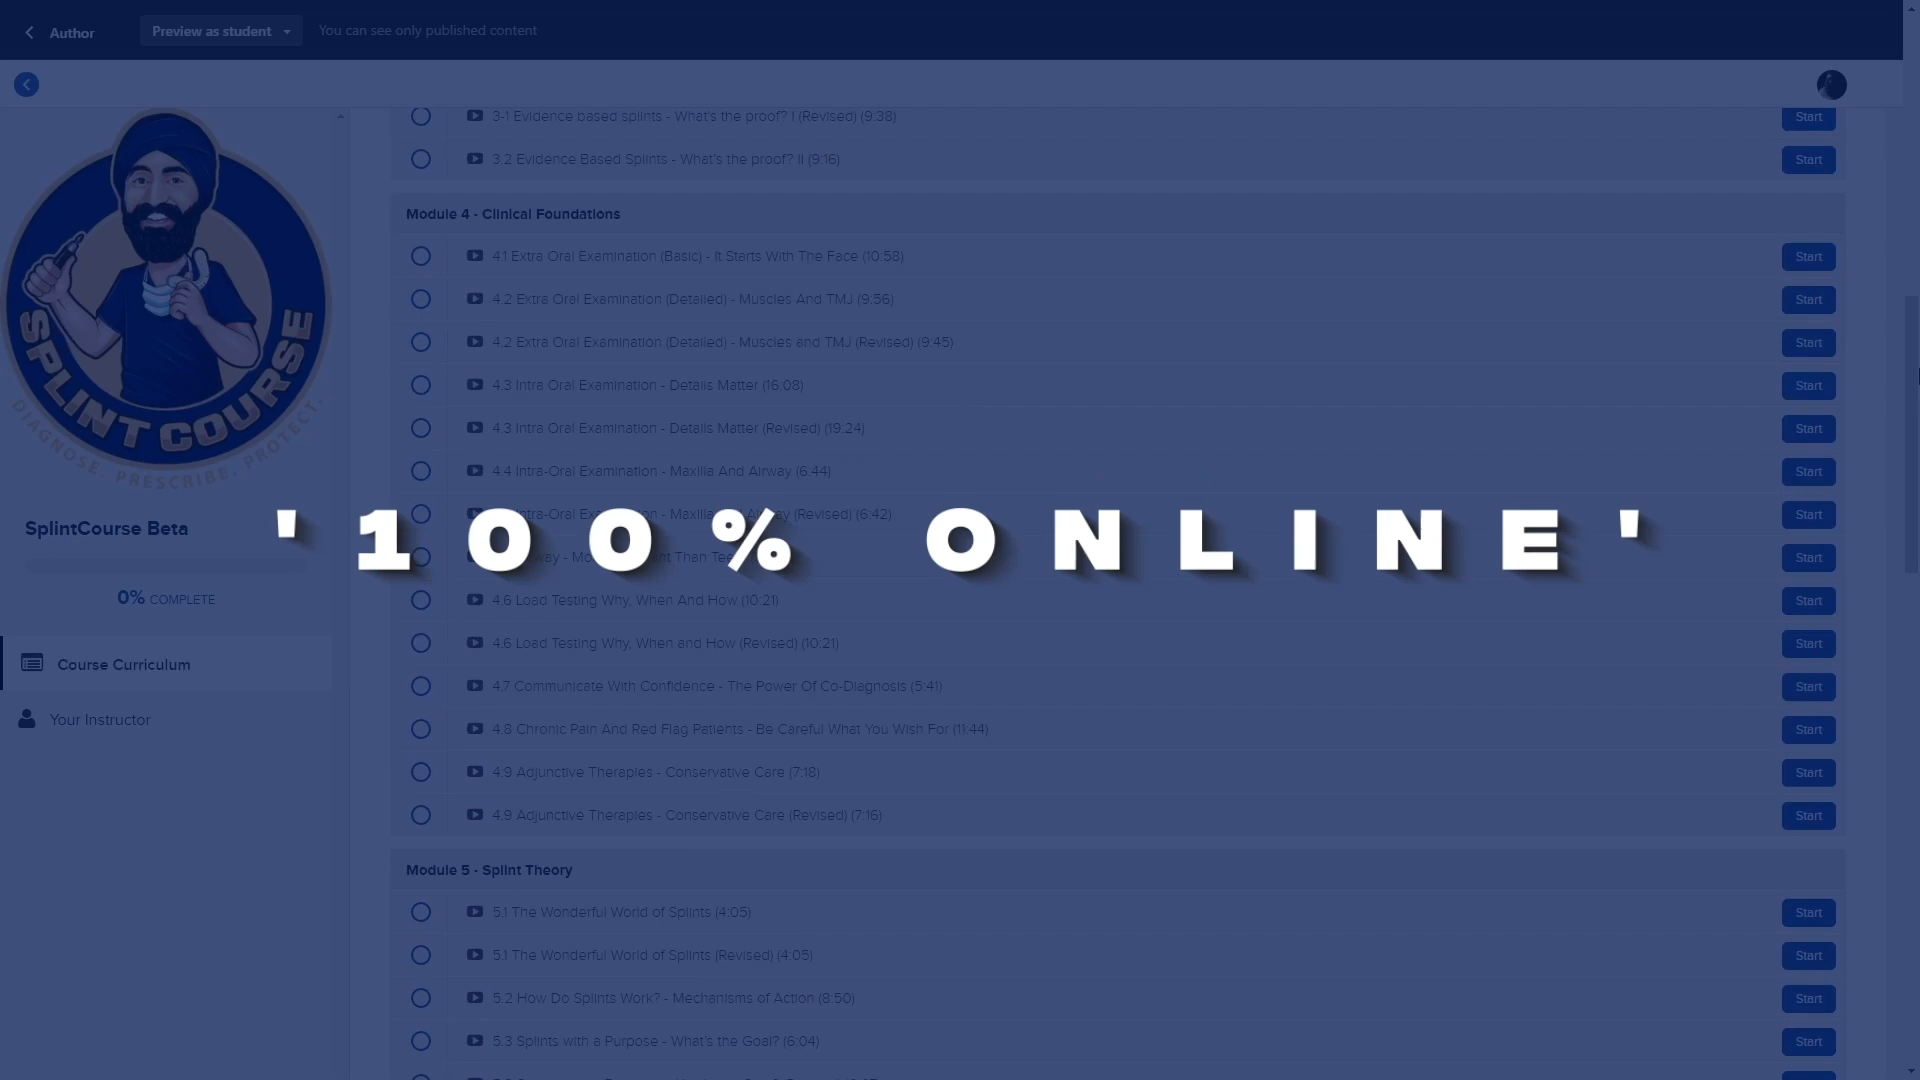 Author
Preview as student
You can see only published content
3-1 Evidence based splints - What's the proof? I (Revised) (9:38)
Start
3.2 Evidence Based Splints - What's the proof? II (9:16)
Start
Module 4 - Clinical Foundations
4.1 Extra Oral Examination (Basic) - It Starts With The Face (10:58)
Start
4.2 Extra Oral Examination (Detailed) - Muscles And TMJ (9:56)
Start
4.2 Extra Oral Examination (Detailed) - Muscles and TMJ (Revised) (9:45)
Start
4.3 Intra Oral Examination - Details Matter (16:08)
Start
4.3 Intra Oral Examination - Details Matter (Revised) (19:24)
Start
4.4 Intra-Oral Examination - Maxilla And Airway (6:44)
Start
(Revised) (6:42)
Start
Start
4.6 Load Testing Why, When And How (10:21)
Start
4.6 Load Testing Why, When and How (Revised) (10:21)
Start
4.7 Communicate With Confidence - The Power Of Co-Diagnosis (5:41)
Start
4.8 Chronic Pain And Red Flag Patients - Be Careful What You Wish For (11:44)
Start
4.9 Adjunctive Therapies - Conservative Care (7:18)
Start
4.9 Adjunctive Therapies - Conservative Care (Revised) (7:16)
Start
Module 5 - Splint Theory
5.1 The Wonderful World of Splints (4:05)
Start
5.1 The Wonderful World of Splints (Revised) (4:05)
Start
5.2 How Do Splints Work? - Mechanisms of Action (8:50)
Start
5.3 Splints with a Purpose - What's the Goal? (6:04)
Start
SPLINT COURSE
DIAGNOSE. PRESCRIBE. PROTECT.
SplintCourse Beta
0% COMPLETE
Course Curriculum
Your Instructor
'100% ONLINE'